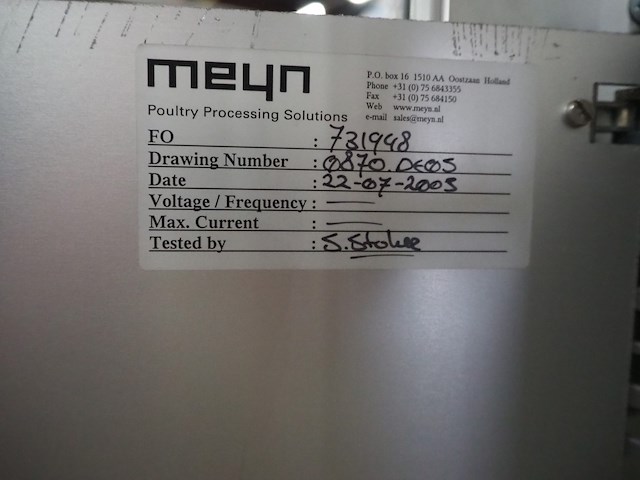 meyn
Poultry Processing Solutions
P.O. box 16 1510 AA Oostzaan Holland
Phone +31 (0) 75 6843355
Fax +31 (0) 75 684150
Web www.meyn.nl
e-mail sales@meyn.nl
FO : 731948
Drawing Number : 0870.DE05
Date : 22-07-2005
Voltage / Frequency : —
Max. Current : —
Tested by : S.